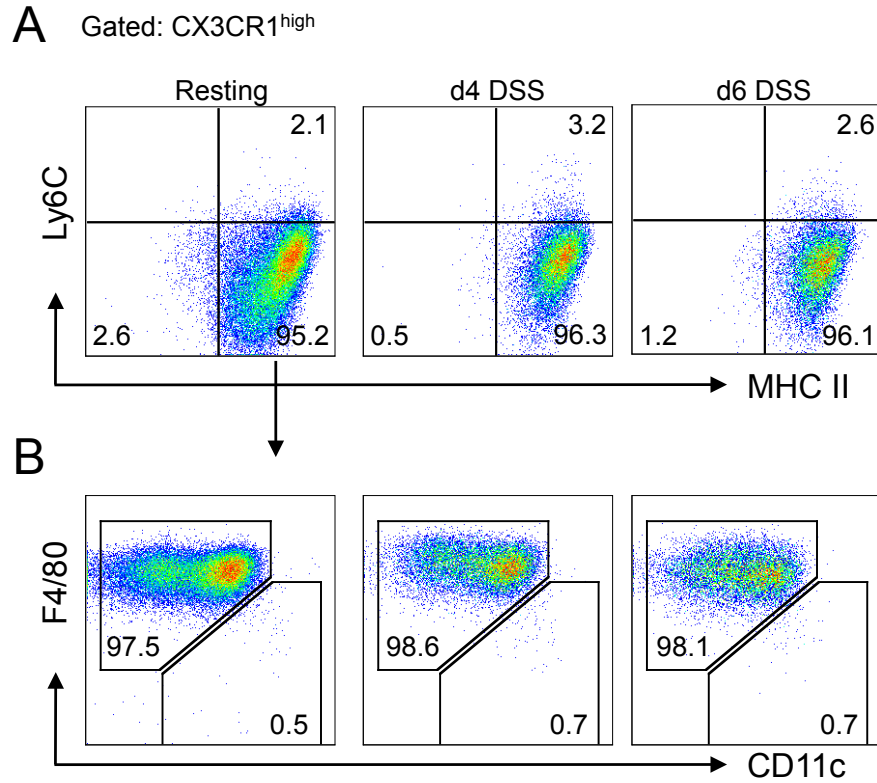 A Gated: CX3CR1high
Resting d4 DSS d6 DSS
2.1 3.2 2.6
Ly6C
2.6 95.2 0.5 96.3 1.2 96.1
MHC II
B
F4/80
97.5 98.6 98.1
0.5 0.7 0.7
CD11c